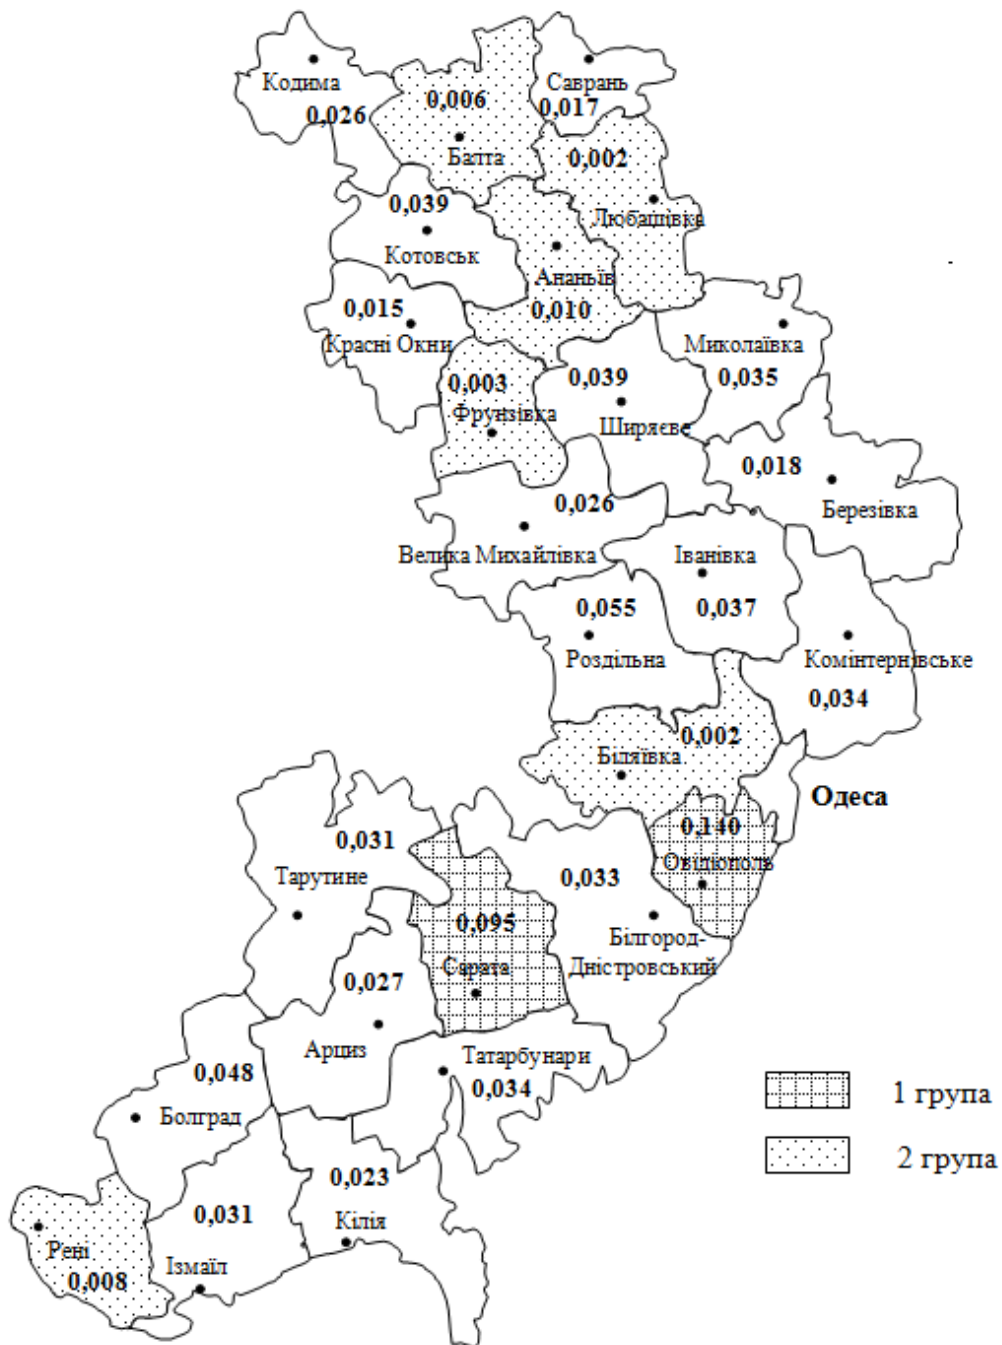 Кодима
0,026
0,006
Балта
Саврань
0,017
0,002
Любашівка
0,039
Котовськ
Ананьїв
0,010
0,015
Красні Окни
Миколаївка
0,035
0,003
Фрунзівка
0,039
Ширяєве
0,018
Березівка
0,026
Велика Михайлівка
Іванівка
0,037
0,055
Роздільна
Комінтернівське
0,034
0,002
Біляївка
Одеса
0,140
Овідіополь
0,031
Тарутине
0,033
Білгород-
Дністровський
0,095
Сарата
0,027
Арциз
Татарбунари
0,034
0,048
Болград
1 група
2 група
0,023
Кілія
0,031
Ізмаїл
Рені
0,008